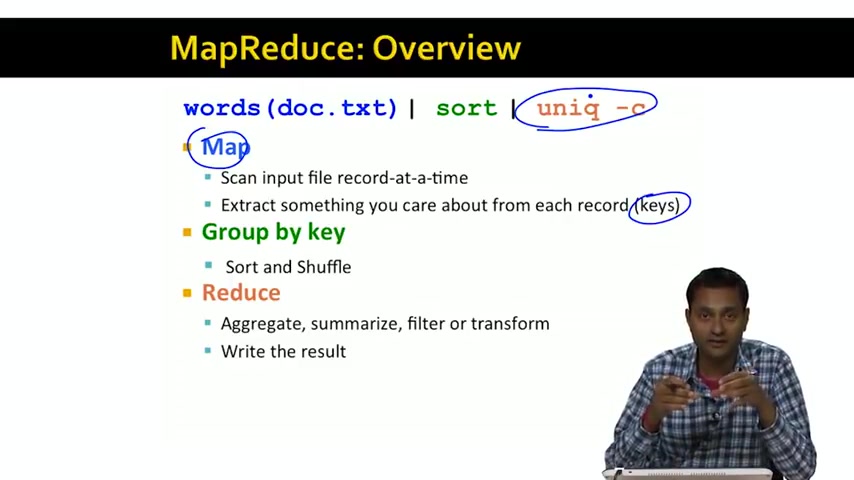 MapReduce: Overview
words(doc.txt)| sort | uniq -c
Map
Scan input file record-at-a-time
Extract something you care about from each record (keys)
Group by key
Sort and Shuffle
Reduce
Aggregate, summarize, filter or transform
Write the result